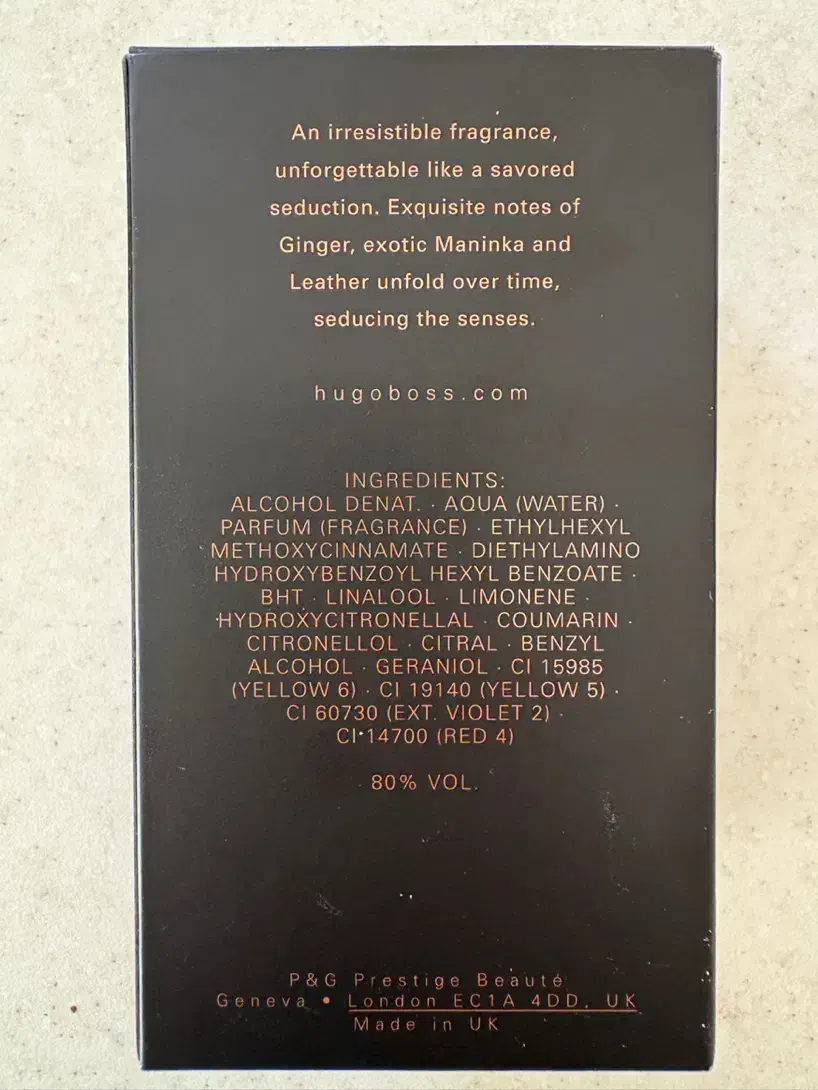 An irresistible fragrance,
unforgettable like a savored
seduction. Exquisite notes of
Ginger, exotic Maninka and
Leather unfold over time,
seducing the senses.
hugoboss.com
INGREDIENTS:
ALCOHOL DENAT. · AQUA (WATER) ·
PARFUM (FRAGRANCE) · ETHYLHEXYL
METHOXYCINNAMATE · DIETHYLAMINO
HYDROXYBENZOYL HEXYL BENZOATE ·
BHT · LINALOOL · LIMONENE ·
HYDROXYCITRONELLAL · COUMARIN ·
CITRONELLOL · CITRAL · BENZYL
ALCOHOL · GERANIOL · CI 15985
(YELLOW 6) · CI 19140 (YELLOW 5) ·
CI 60730 (EXT. VIOLET 2) ·
CI 14700 (RED 4)
80% VOL.
P&G Prestige Beauté
Geneva • London EC1A 4DD, UK
Made in UK